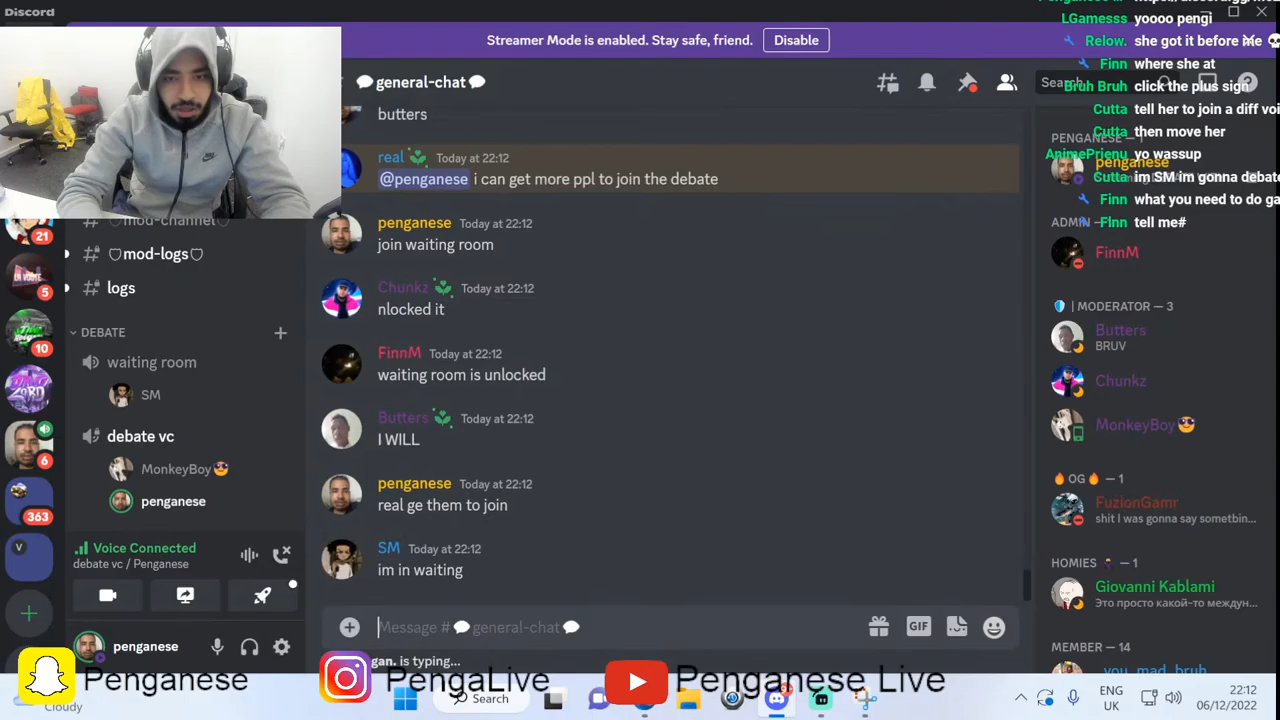 Discord
Streamer Mode is enabled. Stay safe, friend.
Disable
LGamesss yoooo pengi
Relow. she got it before me
Finn where she at
Bruh Bruh click the plus sign
Cutta tell her to join a diff voi
Cutta then move her
AnimePrienu yo wassup
Cutta im SM im gonna debate
Finn what you need to do ga
Finn tell me#
general-chat
Search
butters
real Today at 22:12
@penganese i can get more ppl to join the debate
penganese Today at 22:12
join waiting room
Chunkz Today at 22:12
nlocked it
FinnM Today at 22:12
waiting room is unlocked
Butters Today at 22:12
I WILL
penganese Today at 22:12
real ge them to join
SM Today at 22:12
im in waiting
Message # general-chat
gan. is typing...
GIF
21
5
10
6
363
V
mod-channel
mod-logs
logs
DEBATE
waiting room
SM
debate vc
MonkeyBoy
penganese
Voice Connected
debate vc / Penganese
penganese
PENGANESE — 1
penganese
ADMIN — 1
FinnM
| MODERATOR — 3
Butters
BRUV
Chunkz
MonkeyBoy
OG — 1
FuzionGamr
shit I was gonna say sometbin...
HOMIES — 1
Giovanni Kablami
Это просто какой-то междун...
MEMBER — 14
you_mad_bruh
Penganese
PengaLive
Penganese Live
Cloudy
Search
ENG
UK
22:12
06/12/2022